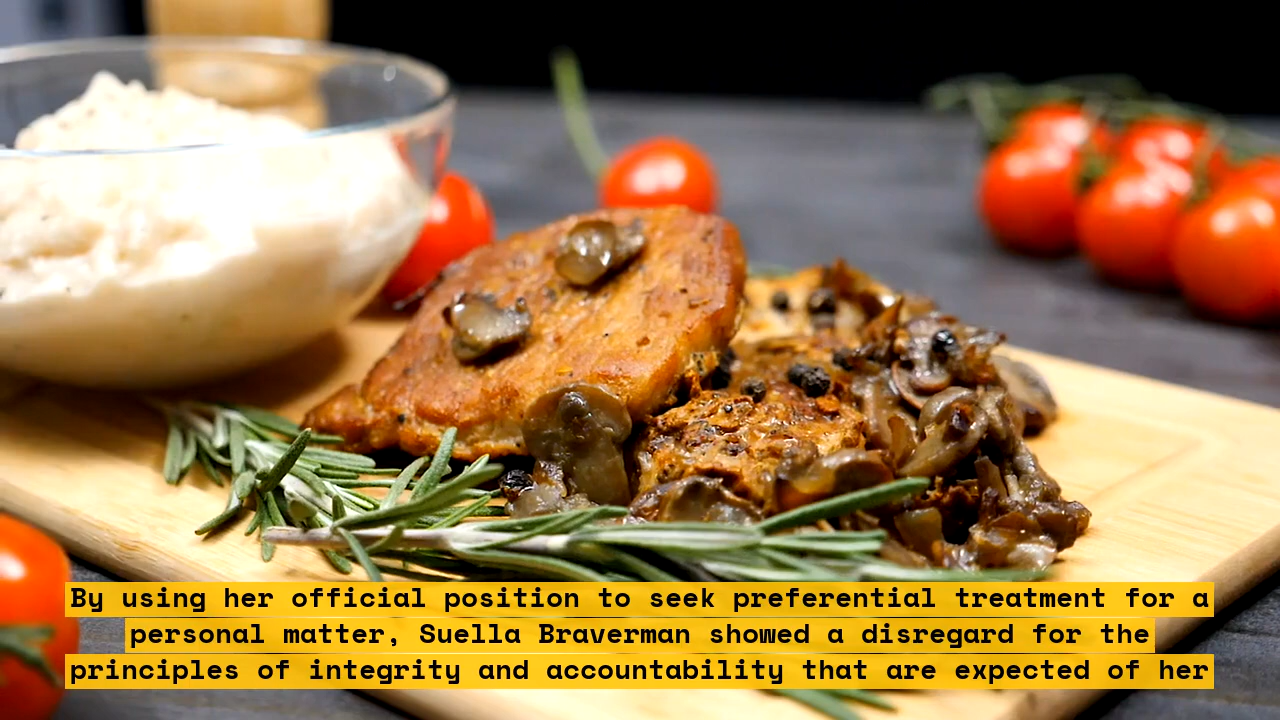 By using her official position to seek preferential treatment for a
personal matter, Suella Braverman showed a disregard for the
principles of integrity and accountability that are expected of her